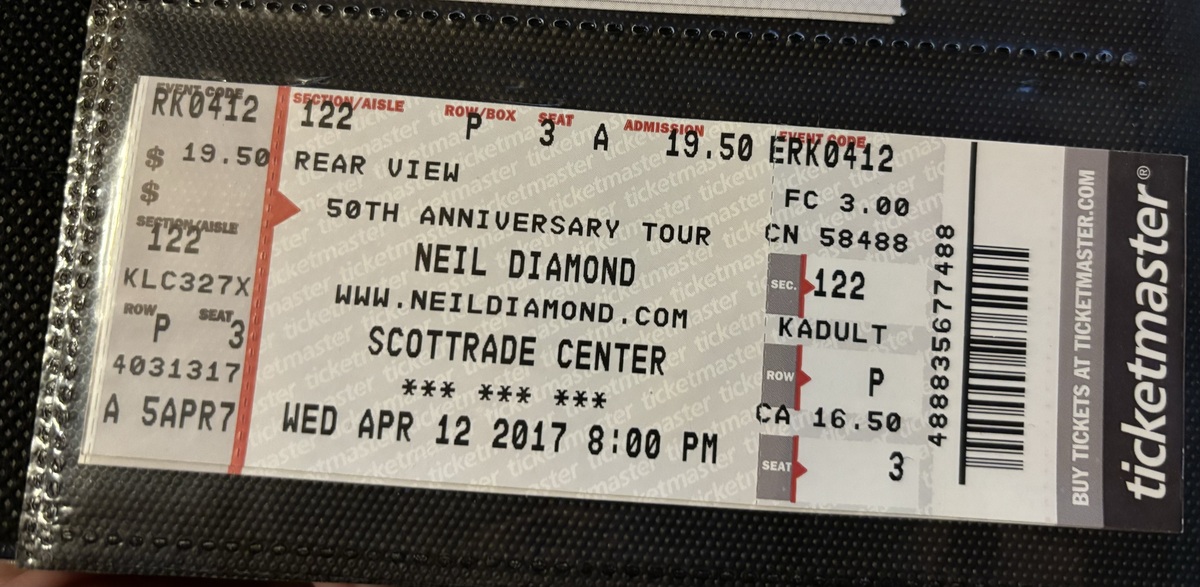 EVENT CODE
RK0412
$ 19.50
$
SECTION/AISLE
122
KLC327X
ROW SEAT
P 3
4031317
A 5APR7
SECTION/AISLE ROW/BOX SEAT ADMISSION
122 P 3 A 19.50
REAR VIEW
50TH ANNIVERSARY TOUR
NEIL DIAMOND
WWW.NEILDIAMOND.COM
SCOTTRADE CENTER
*** *** ***
WED APR 12 2017 8:00 PM
EVENT CODE
ERK0412
FC 3.00
CN 58488
SEC. 122
KADULT
ROW P
CA 16.50
SEAT 3
488835677488
BUY TICKETS AT TICKETMASTER.COM
ticketmaster®